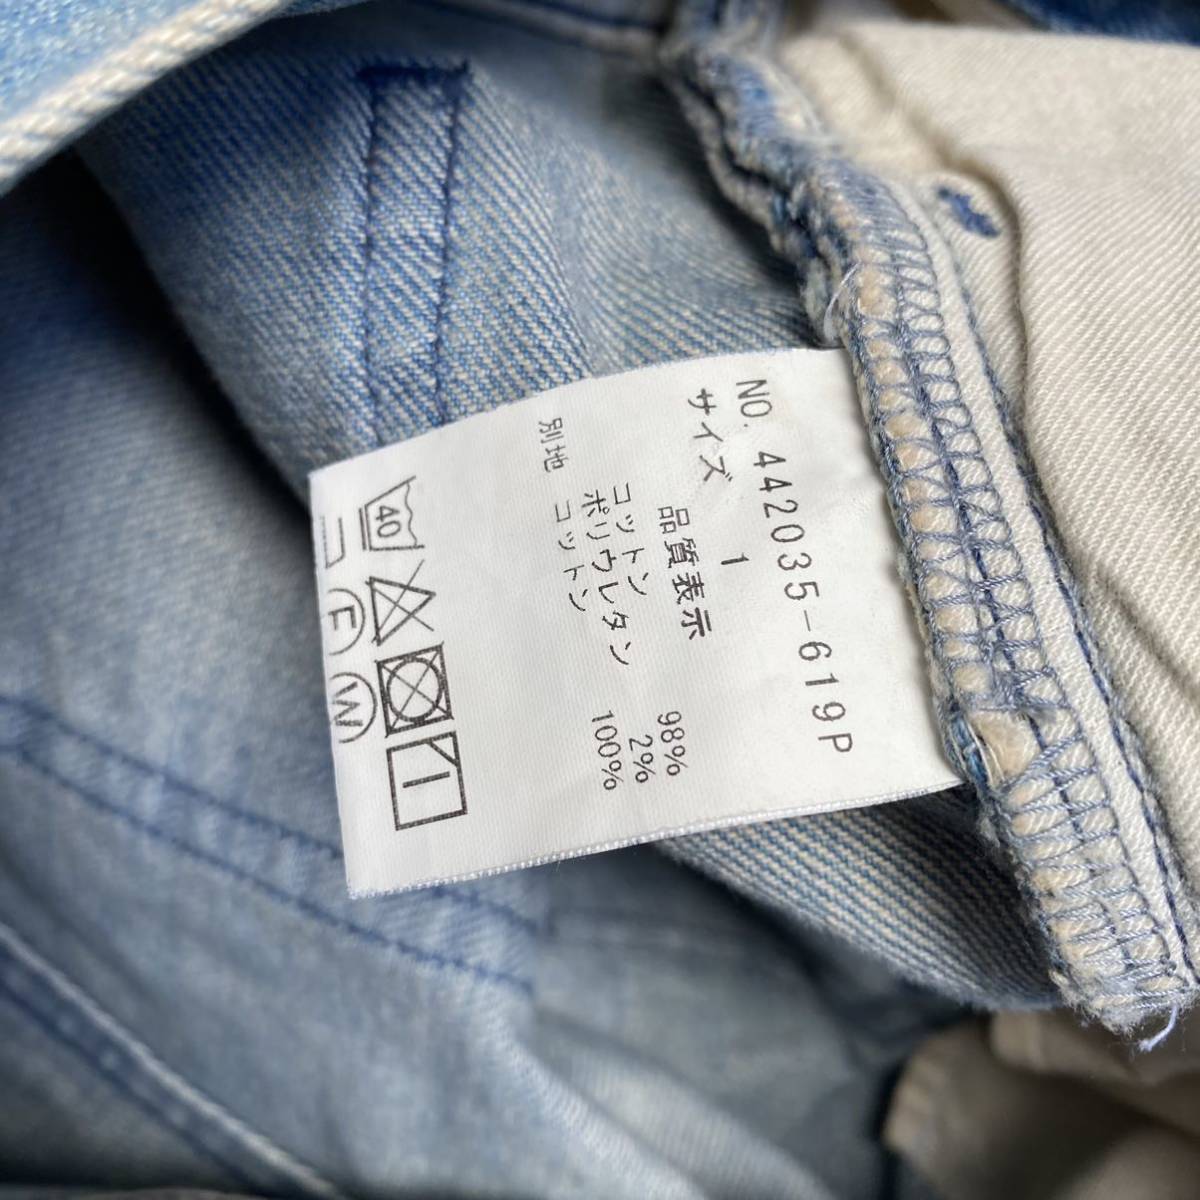 NO. 442035-619P
サイズ 1
品質表示
コットン 98%
ポリウレタン 2%
別地 コットン 100%
40
F W